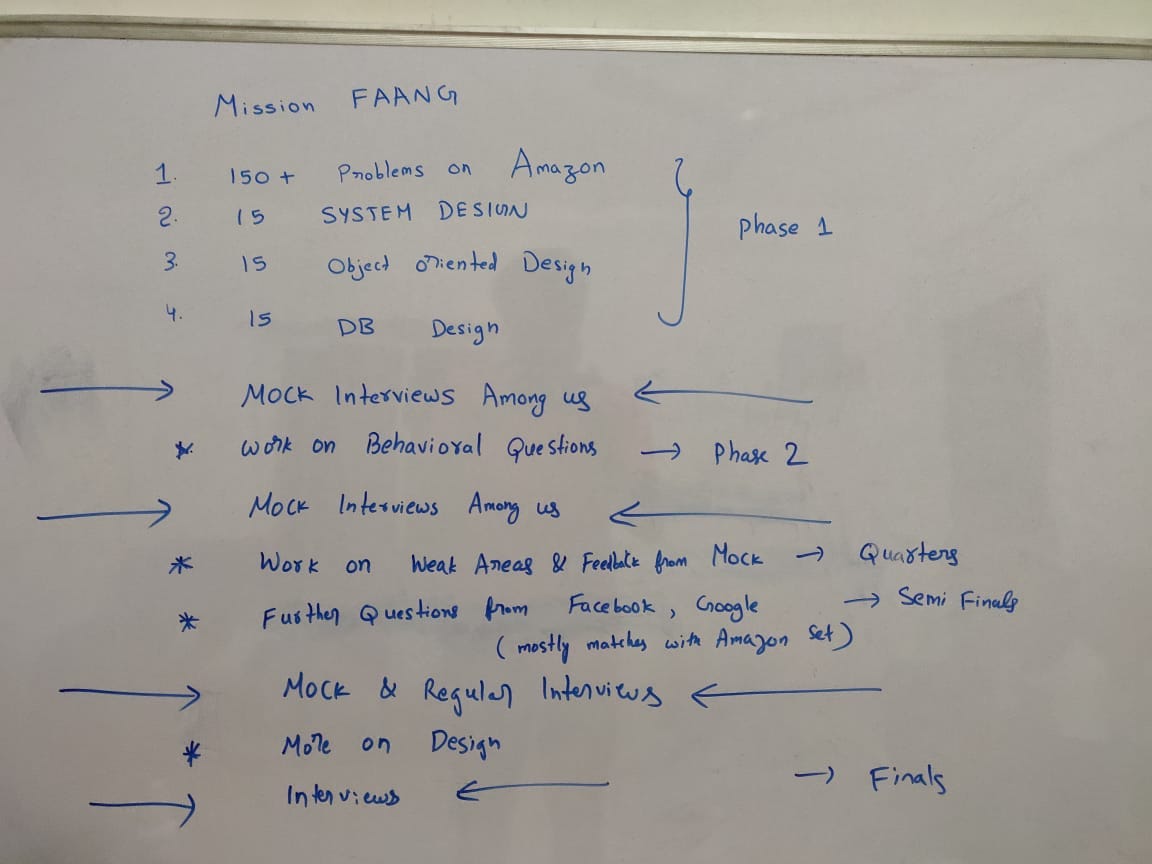 Mission FAANG
1. 150+ Problems on Amazon
2. 15 SYSTEM DESIGN
3. 15 Object oriented Design
4. 15 DB Design
Phase 1
→ Mock Interviews Among us ←
* Work on Behavioral Questions → Phase 2
→ Mock Interviews Among us ←
* Work on Weak Areas & Feedback from Mock → Quarters
* Further Questions from Facebook, Google → Semi Finals
(mostly matches with Amazon Set)
→ Mock & Regular Interviews ←
* More on Design
→ Interviews ← → Finals